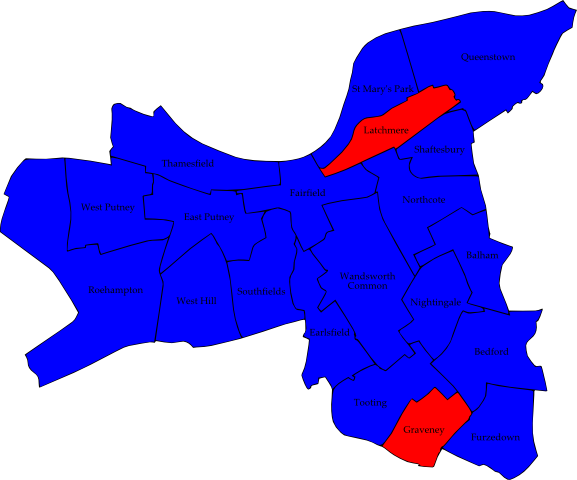 Queenstown
St Mary's Park
Latchmere
Shaftesbury
Thamesfield
Fairfield
Northcote
West Putney
East Putney
Balham
Wandsworth
Common
Roehampton
West Hill
Southfields
Nightingale
Earlsfield
Bedford
Tooting
Graveney
Furzedown